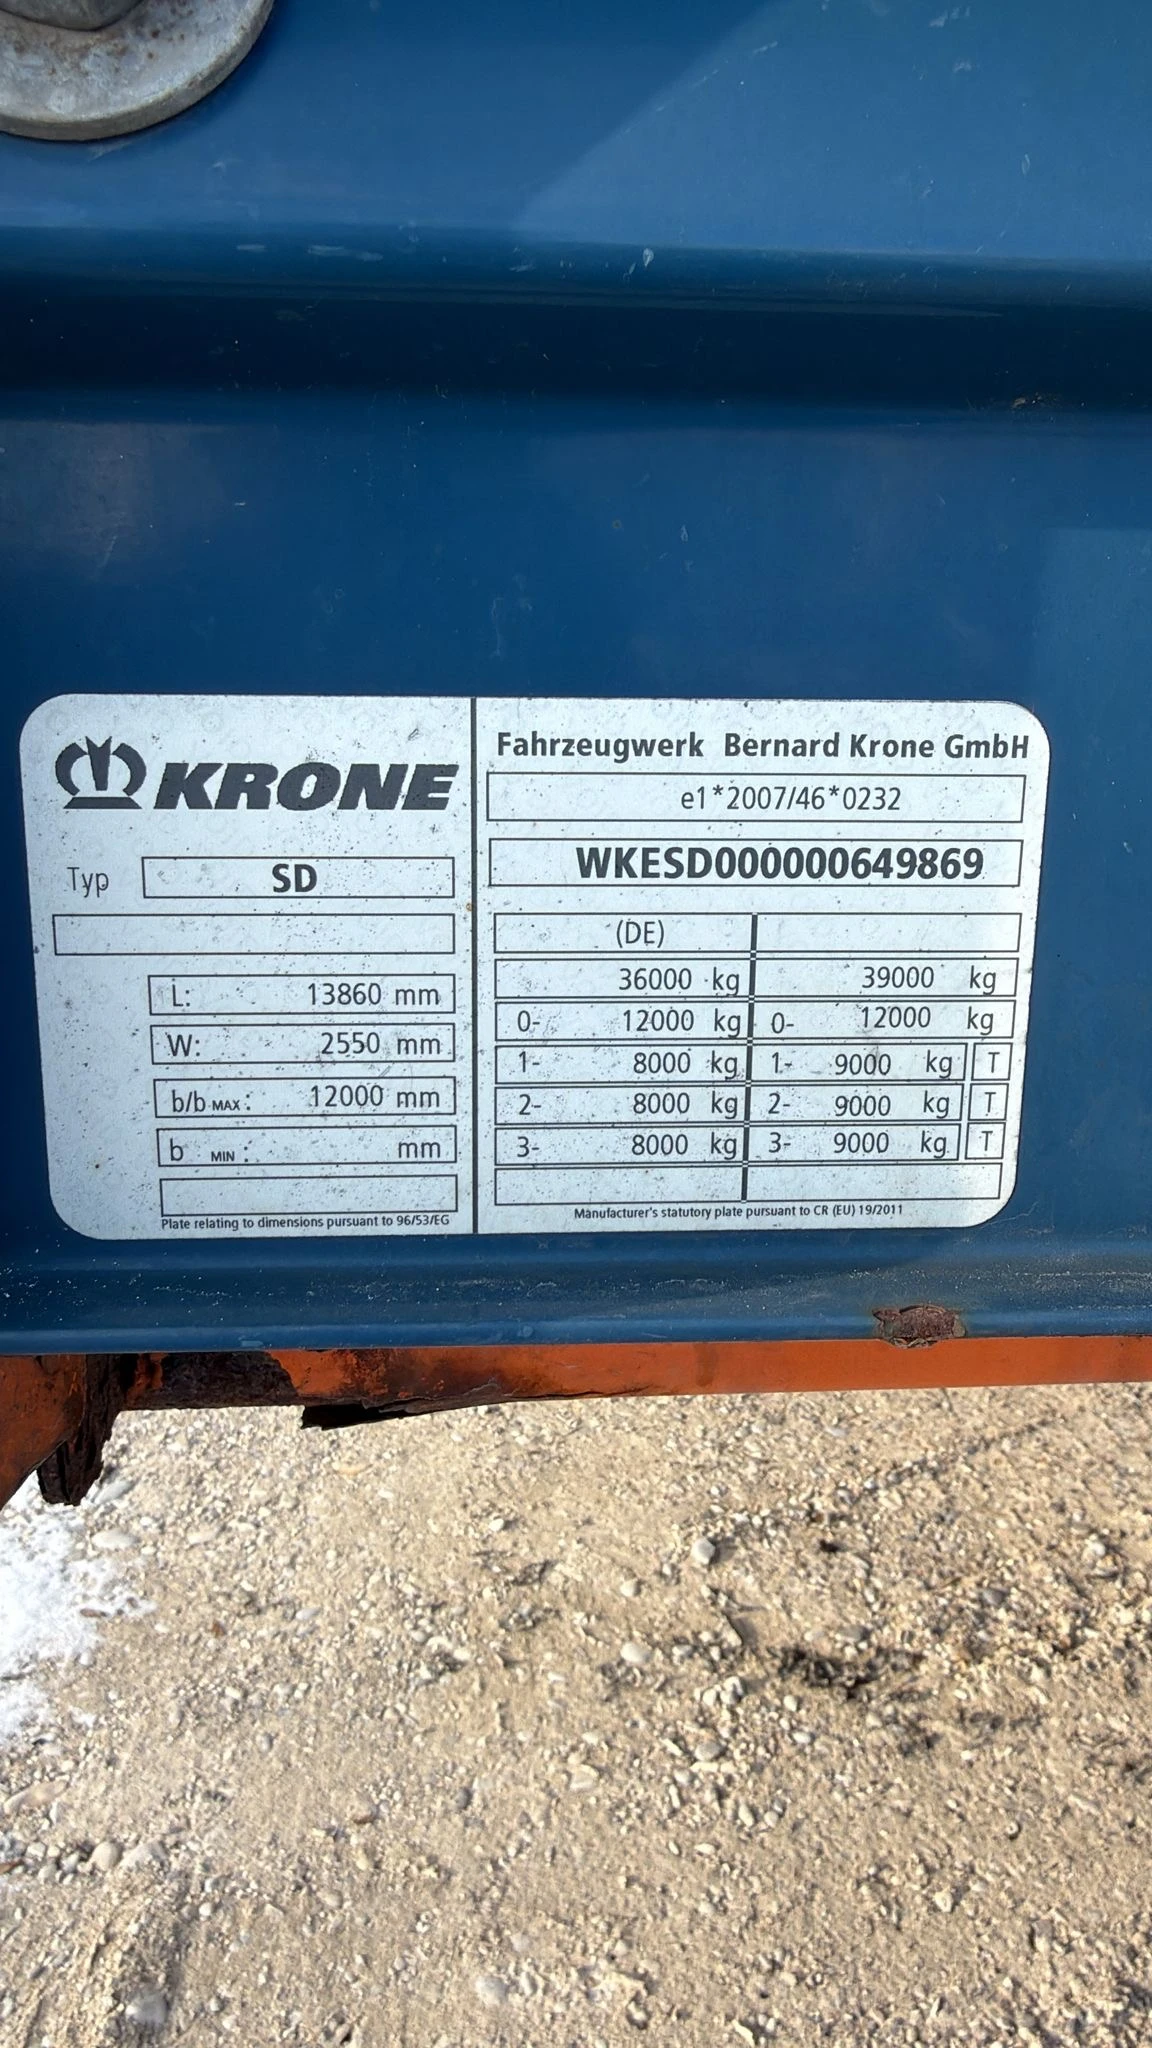 KRONE
Typ SD
L: 13860 mm
W: 2550 mm
b/b MAX: 12000 mm
b MIN: mm
Plate relating to dimensions pursuant to 96/53/EG
Fahrzeugwerk Bernard Krone GmbH
e1*2007/46*0232
WKESD000000649869
(DE)
36000 kg 39000 kg
0- 12000 kg 0- 12000 kg
1- 8000 kg 1- 9000 kg T
2- 8000 kg 2- 9000 kg T
3- 8000 kg 3- 9000 kg T
Manufacturer's statutory plate pursuant to CR (EU) 19/2011